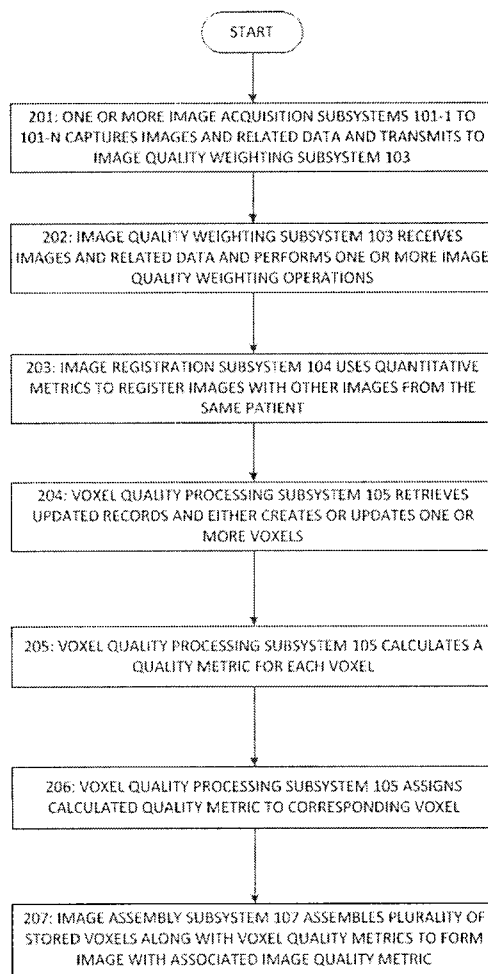 START
201: ONE OR MORE IMAGE ACQUISITION SUBSYSTEMS 101-1 TO
101-N CAPTURES IMAGES AND RELATED DATA AND TRANSMITS TO
IMAGE QUALITY WEIGHTING SUBSYSTEM 103
202: IMAGE QUALITY WEIGHTING SUBSYSTEM 103 RECEIVES
IMAGES AND RELATED DATA AND PERFORMS ONE OR MORE IMAGE
QUALITY WEIGHTING OPERATIONS
203: IMAGE REGISTRATION SUBSYSTEM 104 USES QUANTITATIVE
METRICS TO REGISTER IMAGES WITH OTHER IMAGES FROM THE
SAME PATIENT
204: VOXEL QUALITY PROCESSING SUBSYSTEM 105 RETRIEVES
UPDATED RECORDS AND EITHER CREATES OR UPDATES ONE OR
MORE VOXELS
205: VOXEL QUALITY PROCESSING SUBSYSTEM 105 CALCULATES A
QUALITY METRIC FOR EACH VOXEL
206: VOXEL QUALITY PROCESSING SUBSYSTEM 105 ASSIGNS
CALCULATED QUALITY METRIC TO CORRESPONDING VOXEL
207: IMAGE ASSEMBLY SUBSYSTEM 107 ASSEMBLES PLURALITY OF
STORED VOXELS ALONG WITH VOXEL QUALITY METRICS TO FORM
IMAGE WITH ASSOCIATED IMAGE QUALITY METRIC